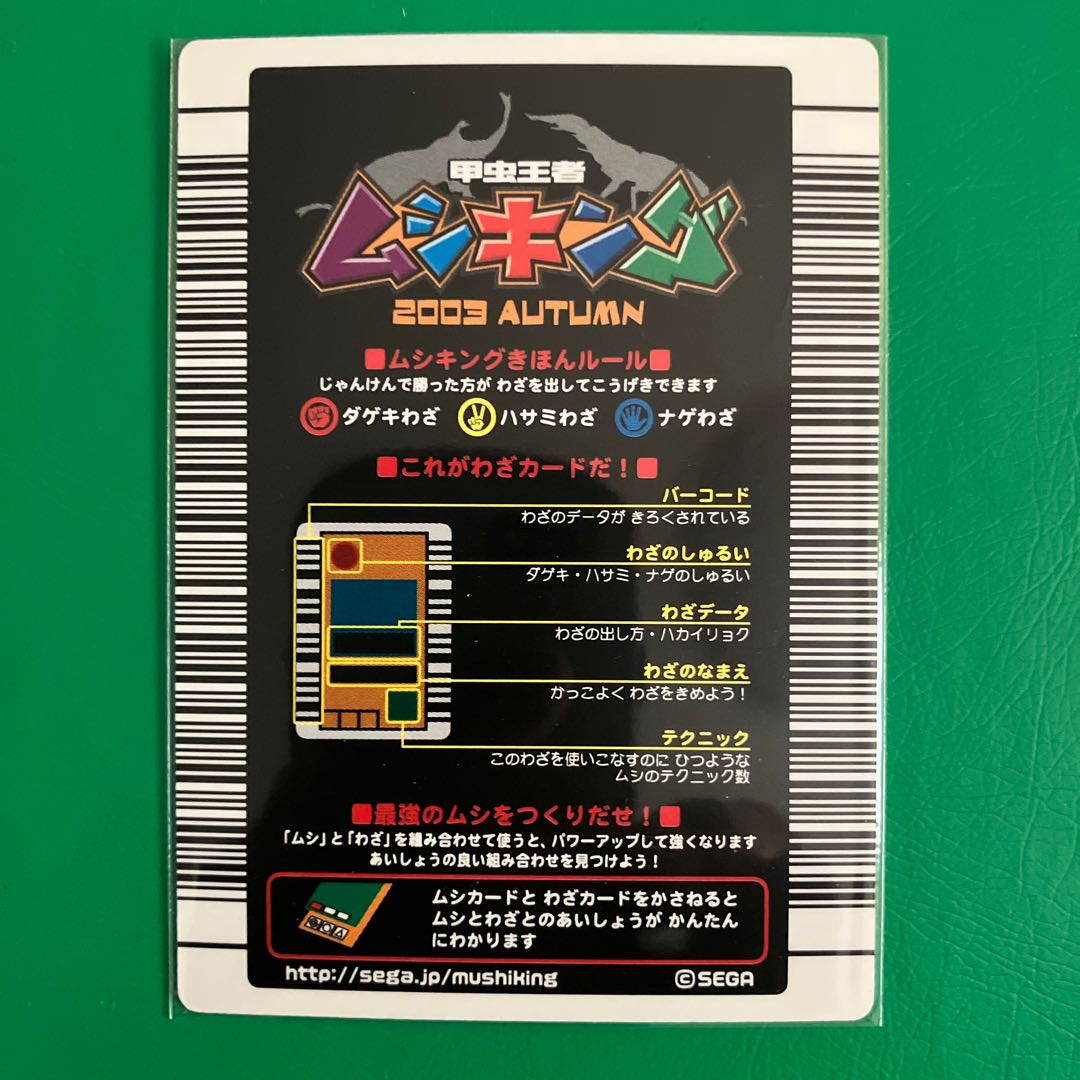 甲虫王者
ムシキング
2003 AUTUMN
■ムシキングきほんルール■
じゃんけんで勝った方が わざを出してこうげきできます
ダゲキわざ ハサミわざ ナゲわざ
■これがわざカードだ！■
バーコード
わざのデータが きろくされている
わざのしゅるい
ダゲキ・ハサミ・ナゲのしゅるい
わざデータ
わざの出し方・ハカイリョク
わざのなまえ
かっこよく わざをきめよう！
テクニック
このわざを使いこなすのに ひつような
ムシのテクニック数
■最強のムシをつくりだせ！■
「ムシ」と「わざ」を組み合わせて使うと、パワーアップして強くなります
あいしょうの良い組み合わせを見つけよう！
ムシカードと わざカードをかさねると
ムシとわざとのあいしょうが かんたん
にわかります
http://sega.jp/mushiking ©SEGA